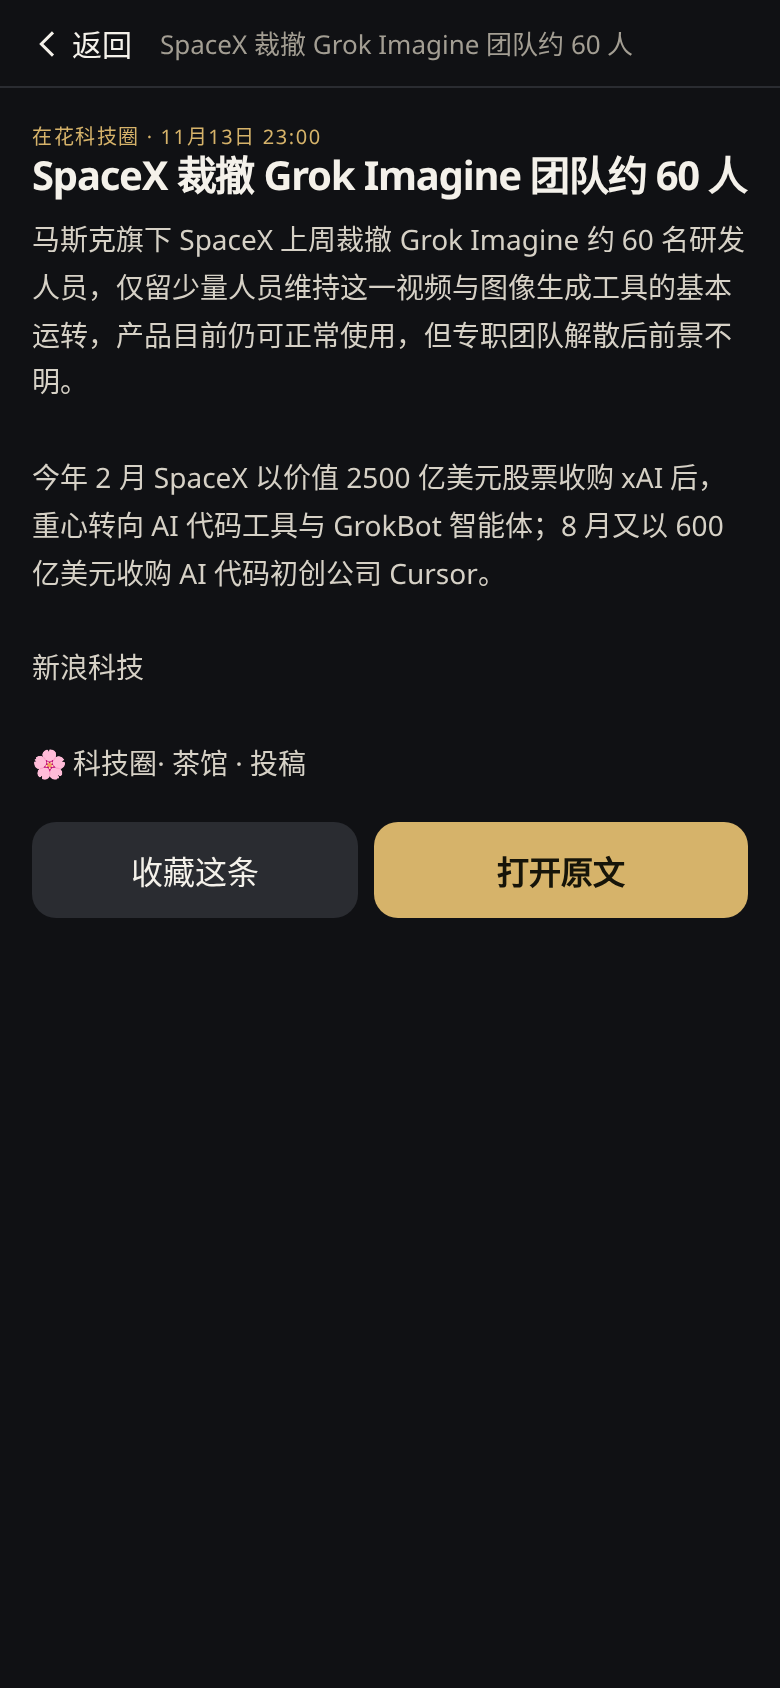 返回 SpaceX 裁撤 Grok Imagine 团队约 60 人
在花科技圈 · 11月13日 23:00
SpaceX 裁撤 Grok Imagine 团队约 60 人
马斯克旗下 SpaceX 上周裁撤 Grok Imagine 约 60 名研发
人员，仅留少量人员维持这一视频与图像生成工具的基本
运转，产品目前仍可正常使用，但专职团队解散后前景不
明。
今年 2 月 SpaceX 以价值 2500 亿美元股票收购 xAI 后，
重心转向 AI 代码工具与 GrokBot 智能体；8 月又以 600
亿美元收购 AI 代码初创公司 Cursor。
新浪科技
🌸 科技圈· 茶馆 · 投稿
收藏这条 打开原文